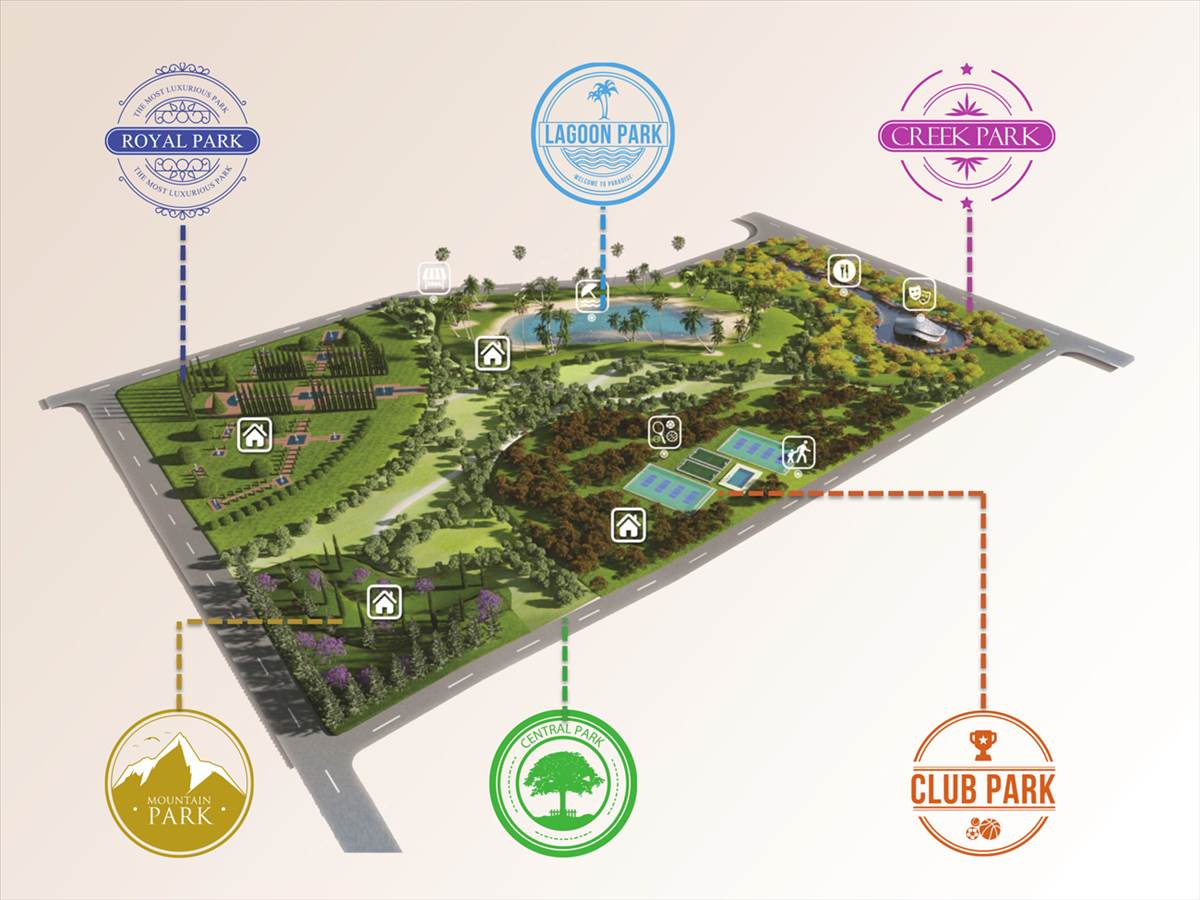 THE MOST LUXURIOUS PARK
ROYAL PARK
THE MOST LUXURIOUS PARK
LAGOON PARK
WELCOME TO PARADISE
CREEK PARK
MOUNTAIN
PARK
CENTRAL PARK
CLUB PARK